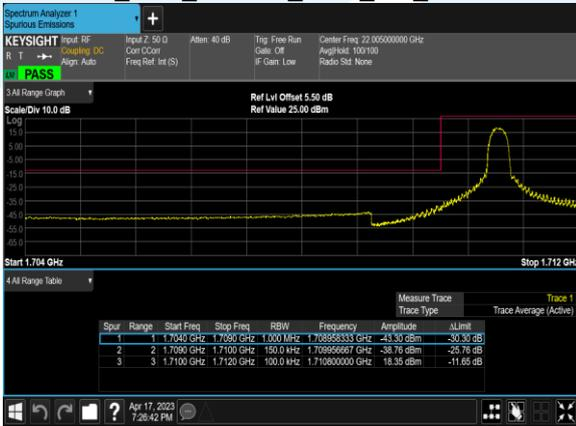 Spectrum Analyzer 1
Spurious Emissions
KEYSIGHT Input: RF Input Z: 50 Ω Atten: 40 dB Trig: Free Run Center Freq: 22.005000000 GHz
R T Coupling: DC Corr CCorr Gate: Off Avg|Hold: 100/100
Align: Auto Freq Ref: Int (S) IF Gain: Low Radio Std: None
PASS
3 All Range Graph
Ref Lvl Offset 5.50 dB
Scale/Div 10.0 dB Ref Value 25.00 dBm
Log
15.0
5.00
-5.00
-15.0
-25.0
-35.0
-45.0
-55.0
-65.0
Start 1.704 GHz Stop 1.712 GHz
4 All Range Table
Measure Trace Trace 1
Trace Type Trace Average (Active)
Spur Range Start Freq Stop Freq RBW Frequency Amplitude ΔLimit
1 1 1.7040 GHz 1.7090 GHz 1.000 MHz 1.708958333 GHz -43.30 dBm -30.30 dB
2 2 1.7090 GHz 1.7100 GHz 150.0 kHz 1.709956667 GHz -38.76 dBm -25.76 dB
3 3 1.7100 GHz 1.7120 GHz 100.0 kHz 1.710800000 GHz 18.35 dBm -11.65 dB
? Apr 17, 2023
7:26:42 PM